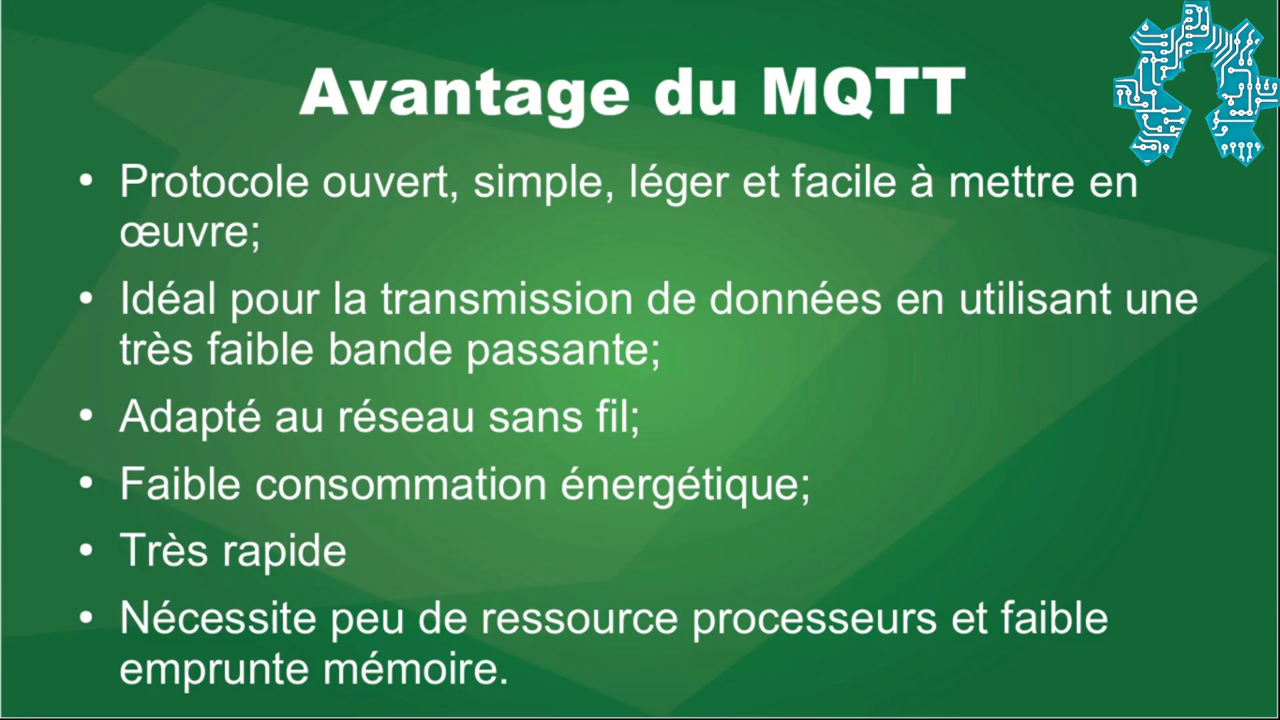 Avantage du MQTT
• Protocole ouvert, simple, léger et facile à mettre en
œuvre;
• Idéal pour la transmission de données en utilisant une
très faible bande passante;
• Adapté au réseau sans fil;
• Faible consommation énergétique;
• Très rapide
• Nécessite peu de ressource processeurs et faible
emprunte mémoire.